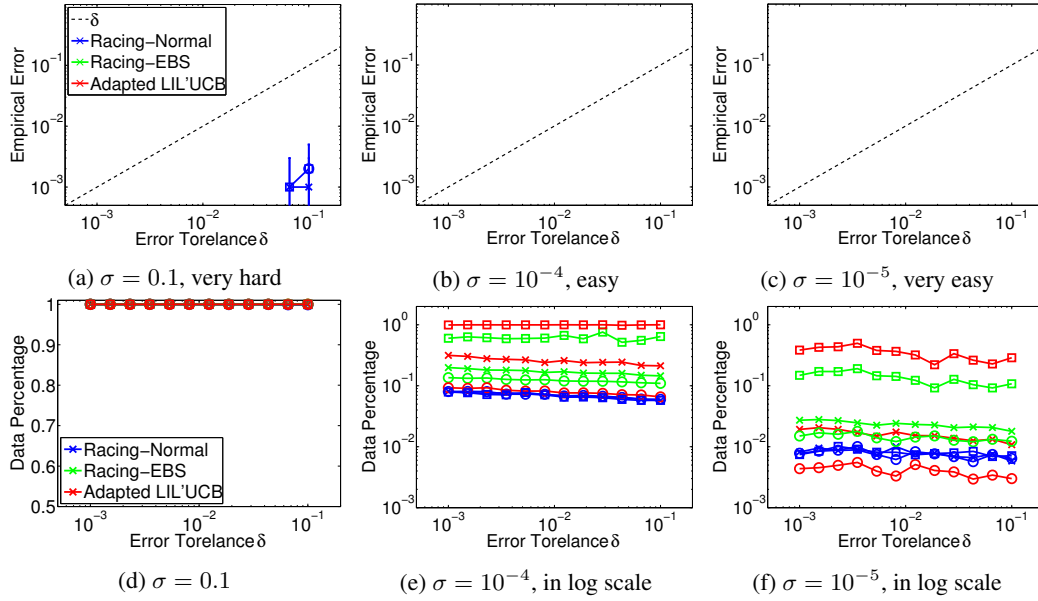 δ
Racing-Normal
Racing-EBS
Adapted LIL'UCB
Empirical Error
10⁻¹
10⁻²
10⁻³
10⁻³ 10⁻² 10⁻¹
Error Torelance δ
(a) σ = 0.1, very hard
Empirical Error
10⁻¹
10⁻²
10⁻³
10⁻³ 10⁻² 10⁻¹
Error Torelance δ
(b) σ = 10⁻⁴, easy
Empirical Error
10⁻¹
10⁻²
10⁻³
10⁻³ 10⁻² 10⁻¹
Error Torelance δ
(c) σ = 10⁻⁵, very easy
Data Percentage
1
0.9
0.8
0.7
0.6
0.5
Racing-Normal
Racing-EBS
Adapted LIL'UCB
10⁻³ 10⁻² 10⁻¹
Error Torelance δ
(d) σ = 0.1
Data Percentage
10⁰
10⁻¹
10⁻²
10⁻³
10⁻³ 10⁻² 10⁻¹
Error Torelance δ
(e) σ = 10⁻⁴, in log scale
Data Percentage
10⁰
10⁻¹
10⁻²
10⁻³
10⁻³ 10⁻² 10⁻¹
Error Torelance δ
(f) σ = 10⁻⁵, in log scale